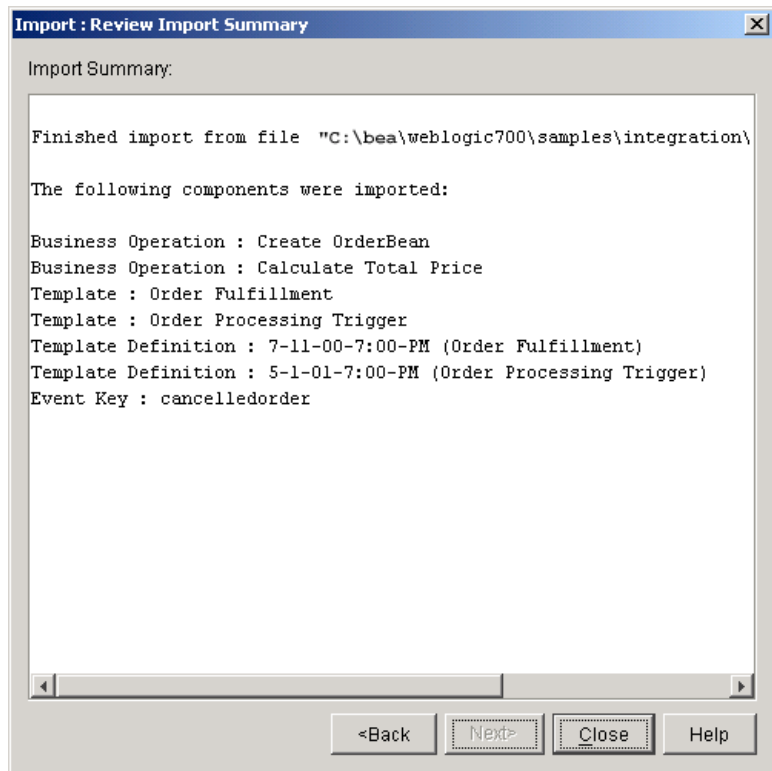 Import : Review Import Summary
Import Summary:
Finished import from file "C:\bea\weblogic700\samples\integration\
The following components were imported:
Business Operation : Create OrderBean
Business Operation : Calculate Total Price
Template : Order Fulfillment
Template : Order Processing Trigger
Template Definition : 7-11-00-7:00-PM (Order Fulfillment)
Template Definition : 5-1-01-7:00-PM (Order Processing Trigger)
Event Key : cancelledorder
<Back Next> Close Help